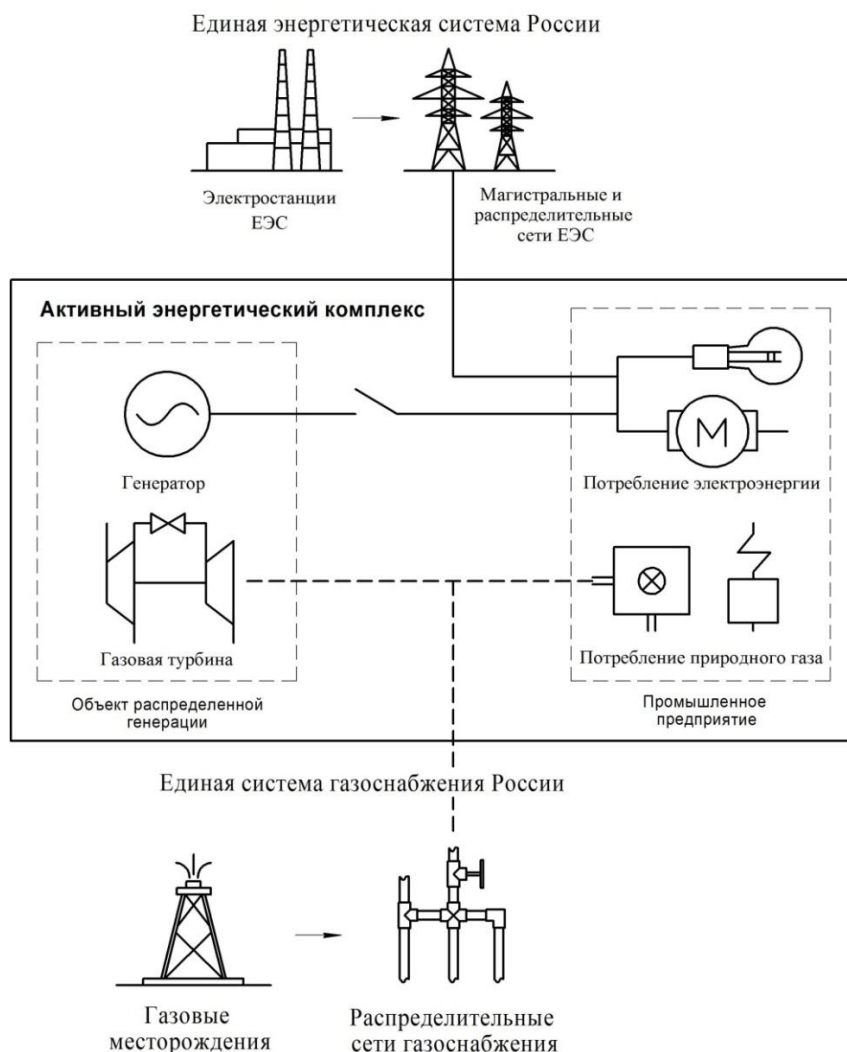 Единая энергетическая система России
Электростанции
ЕЭС
Магистральные и
распределительные
сети ЕЭС
Активный энергетический комплекс
Генератор
M
Потребление электроэнергии
Газовая турбина
Потребление природного газа
Объект распределенной
генерации
Промышленное
предприятие
Единая система газоснабжения России
Газовые
месторождения
Распределительные
сети газоснабжения